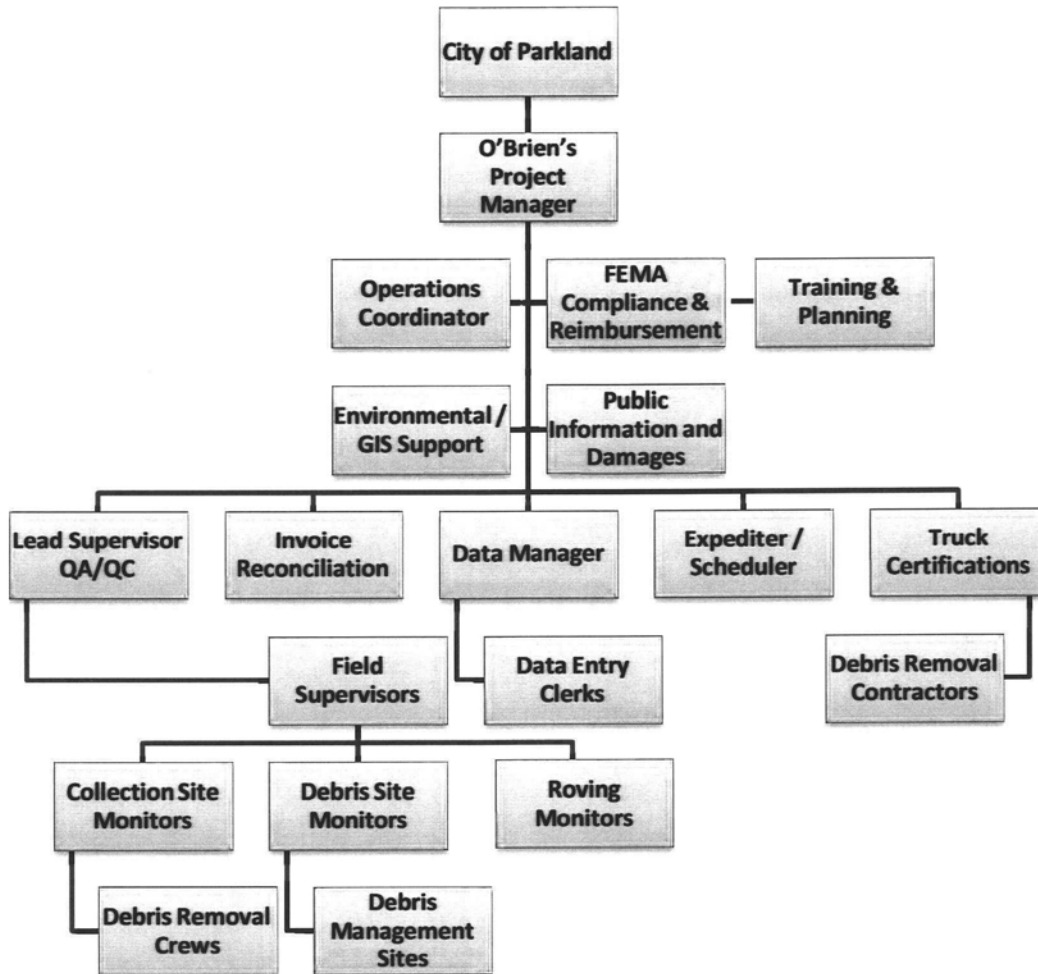 City of Parkland
O'Brien's
Project
Manager
Operations
Coordinator
FEMA
Compliance &
Reimbursement
Training &
Planning
Environmental /
GIS Support
Public
Information and
Damages
Lead Supervisor
QA/QC
Invoice
Reconciliation
Data Manager
Expediter /
Scheduler
Truck
Certifications
Field
Supervisors
Data Entry
Clerks
Debris Removal
Contractors
Collection Site
Monitors
Debris Site
Monitors
Roving
Monitors
Debris Removal
Crews
Debris
Management
Sites